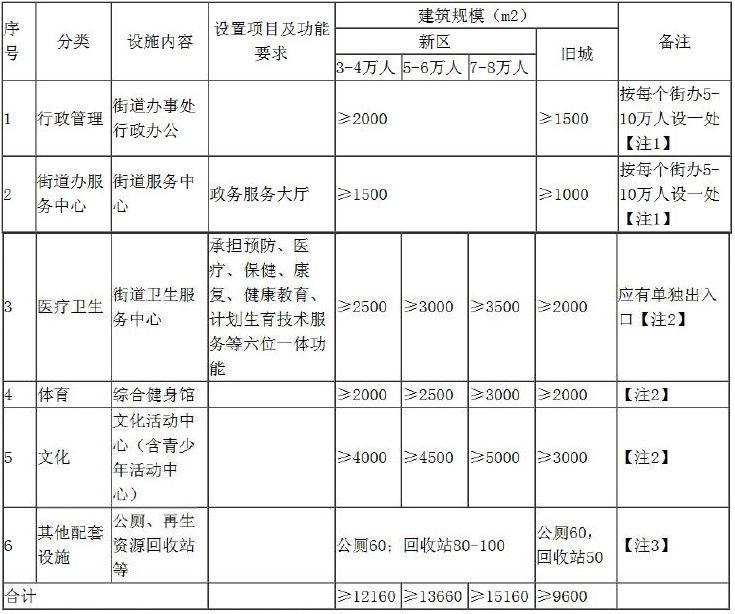 序号 分类 设施内容 设置项目及功能要求 建筑规模（m2） 备注
新区 旧城
3-4万人 5-6万人 7-8万人
1 行政管理 街道办事处行政办公 ≥2000 ≥1500 按每个街办5-10万人设一处【注1】
2 街道办服务中心 街道服务中心 政务服务大厅 ≥1500 ≥1000 按每个街办5-10万人设一处【注1】
3 医疗卫生 街道卫生服务中心 承担预防、医疗、保健、康复、健康教育、计划生育技术服务等六位一体功能 ≥2500 ≥3000 ≥3500 ≥2000 应有单独出入口【注2】
4 体育 综合健身馆 ≥2000 ≥2500 ≥3000 ≥2000 【注2】
5 文化 文化活动中心（含青少年活动中心） ≥4000 ≥4500 ≥5000 ≥3000 【注2】
6 其他配套设施 公厕、再生资源回收站等 公厕60；回收站80-100 公厕60，回收站50 【注3】
合计 ≥12160 ≥13660 ≥15160 ≥9600